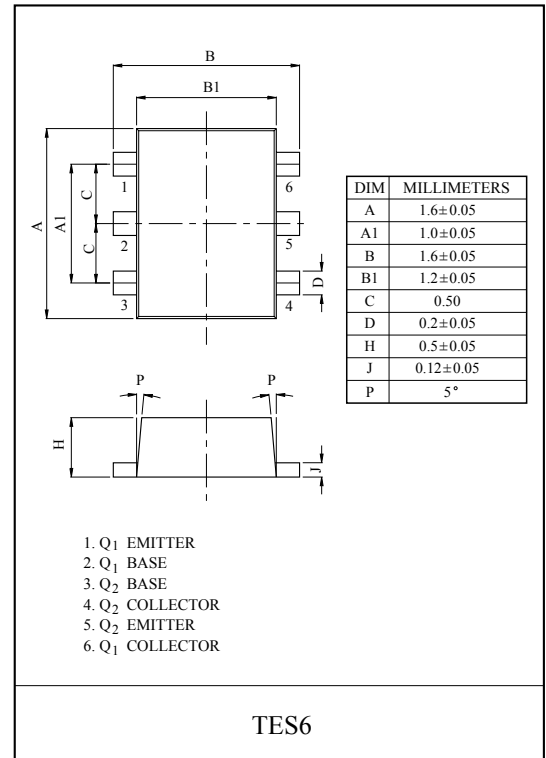 B
B1
A
A1
C
C
1
2
3
6
5
4
D
DIM MILLIMETERS
A 1.6±0.05
A1 1.0±0.05
B 1.6±0.05
B1 1.2±0.05
C 0.50
D 0.2±0.05
H 0.5±0.05
J 0.12±0.05
P 5°
P P
H
J
1. Q1 EMITTER
2. Q1 BASE
3. Q2 BASE
4. Q2 COLLECTOR
5. Q2 EMITTER
6. Q1 COLLECTOR
TES6